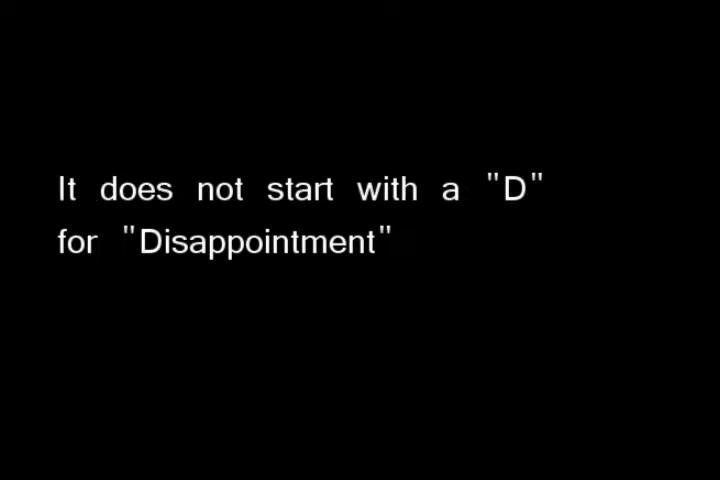 It does not start with a "D"
for "Disappointment"